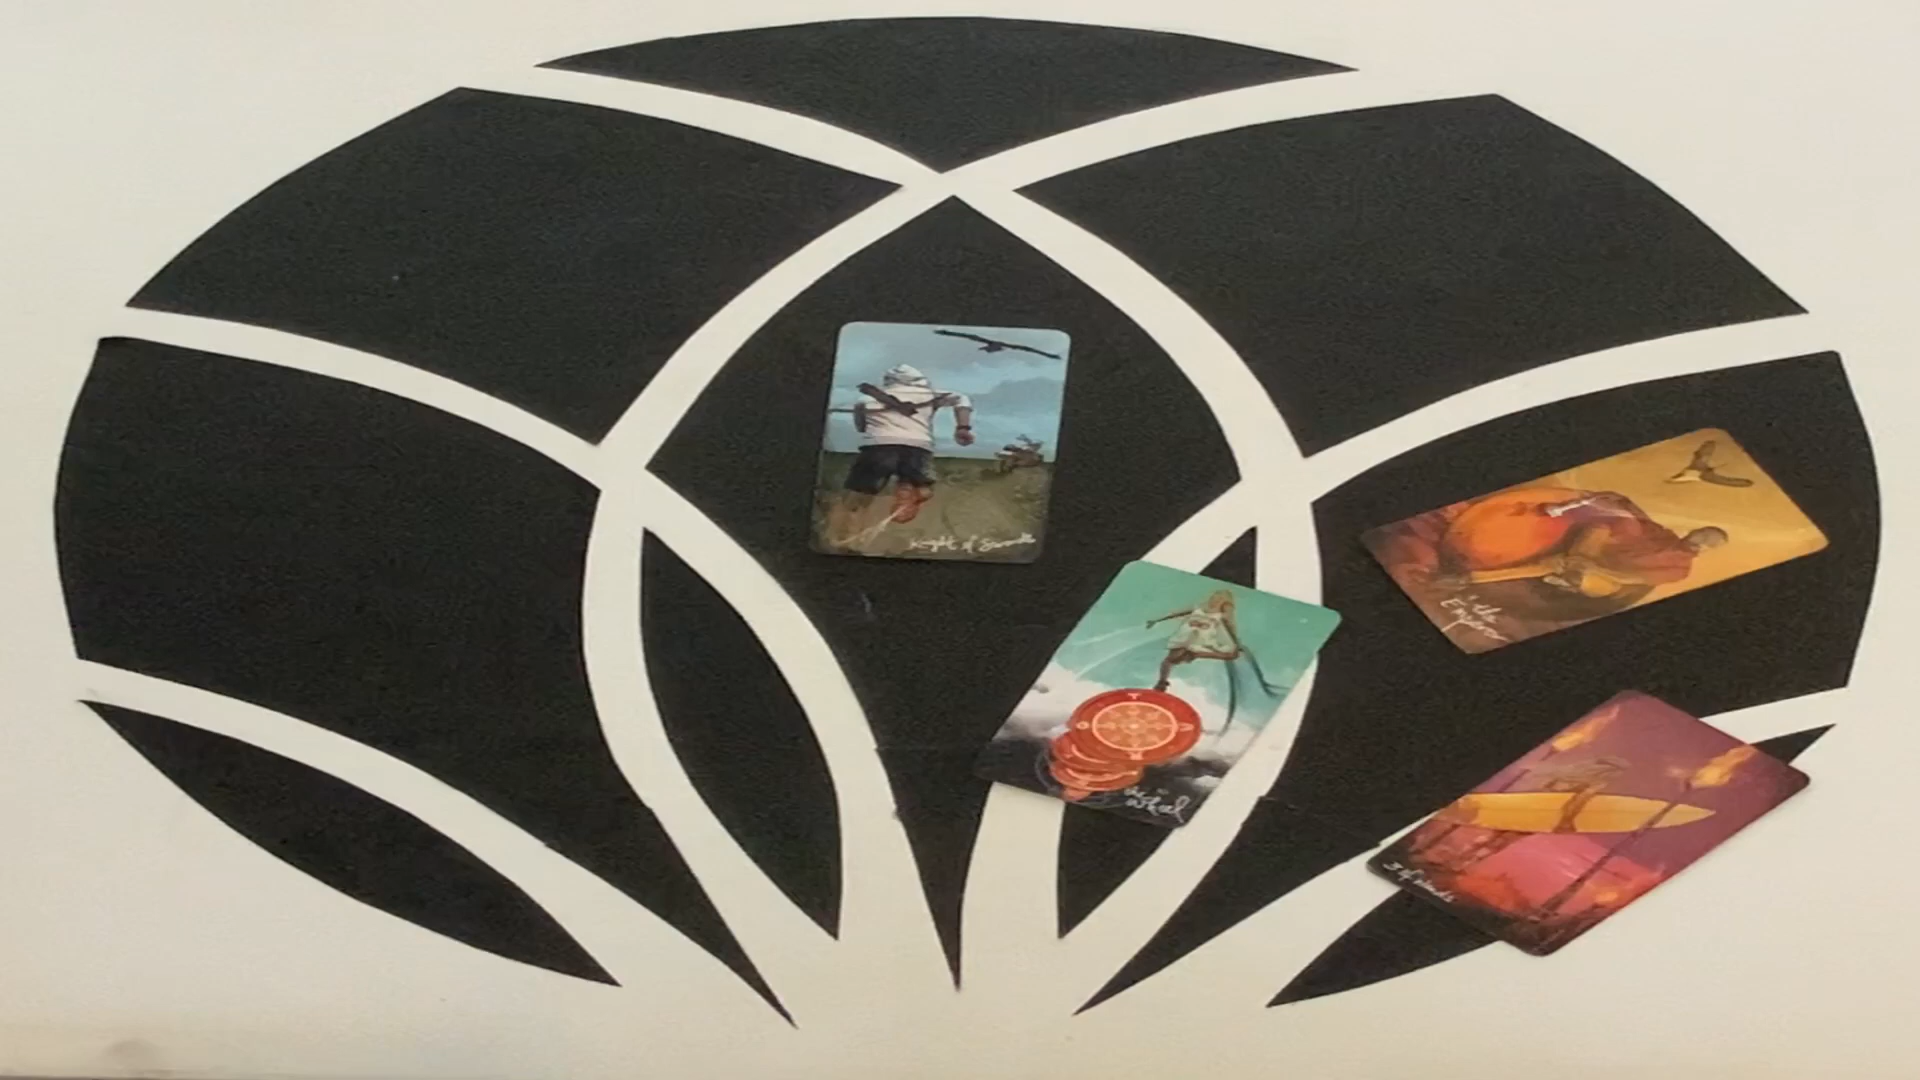 Knight of Swords
the
Emperor
the
Wheel
3 of Wands